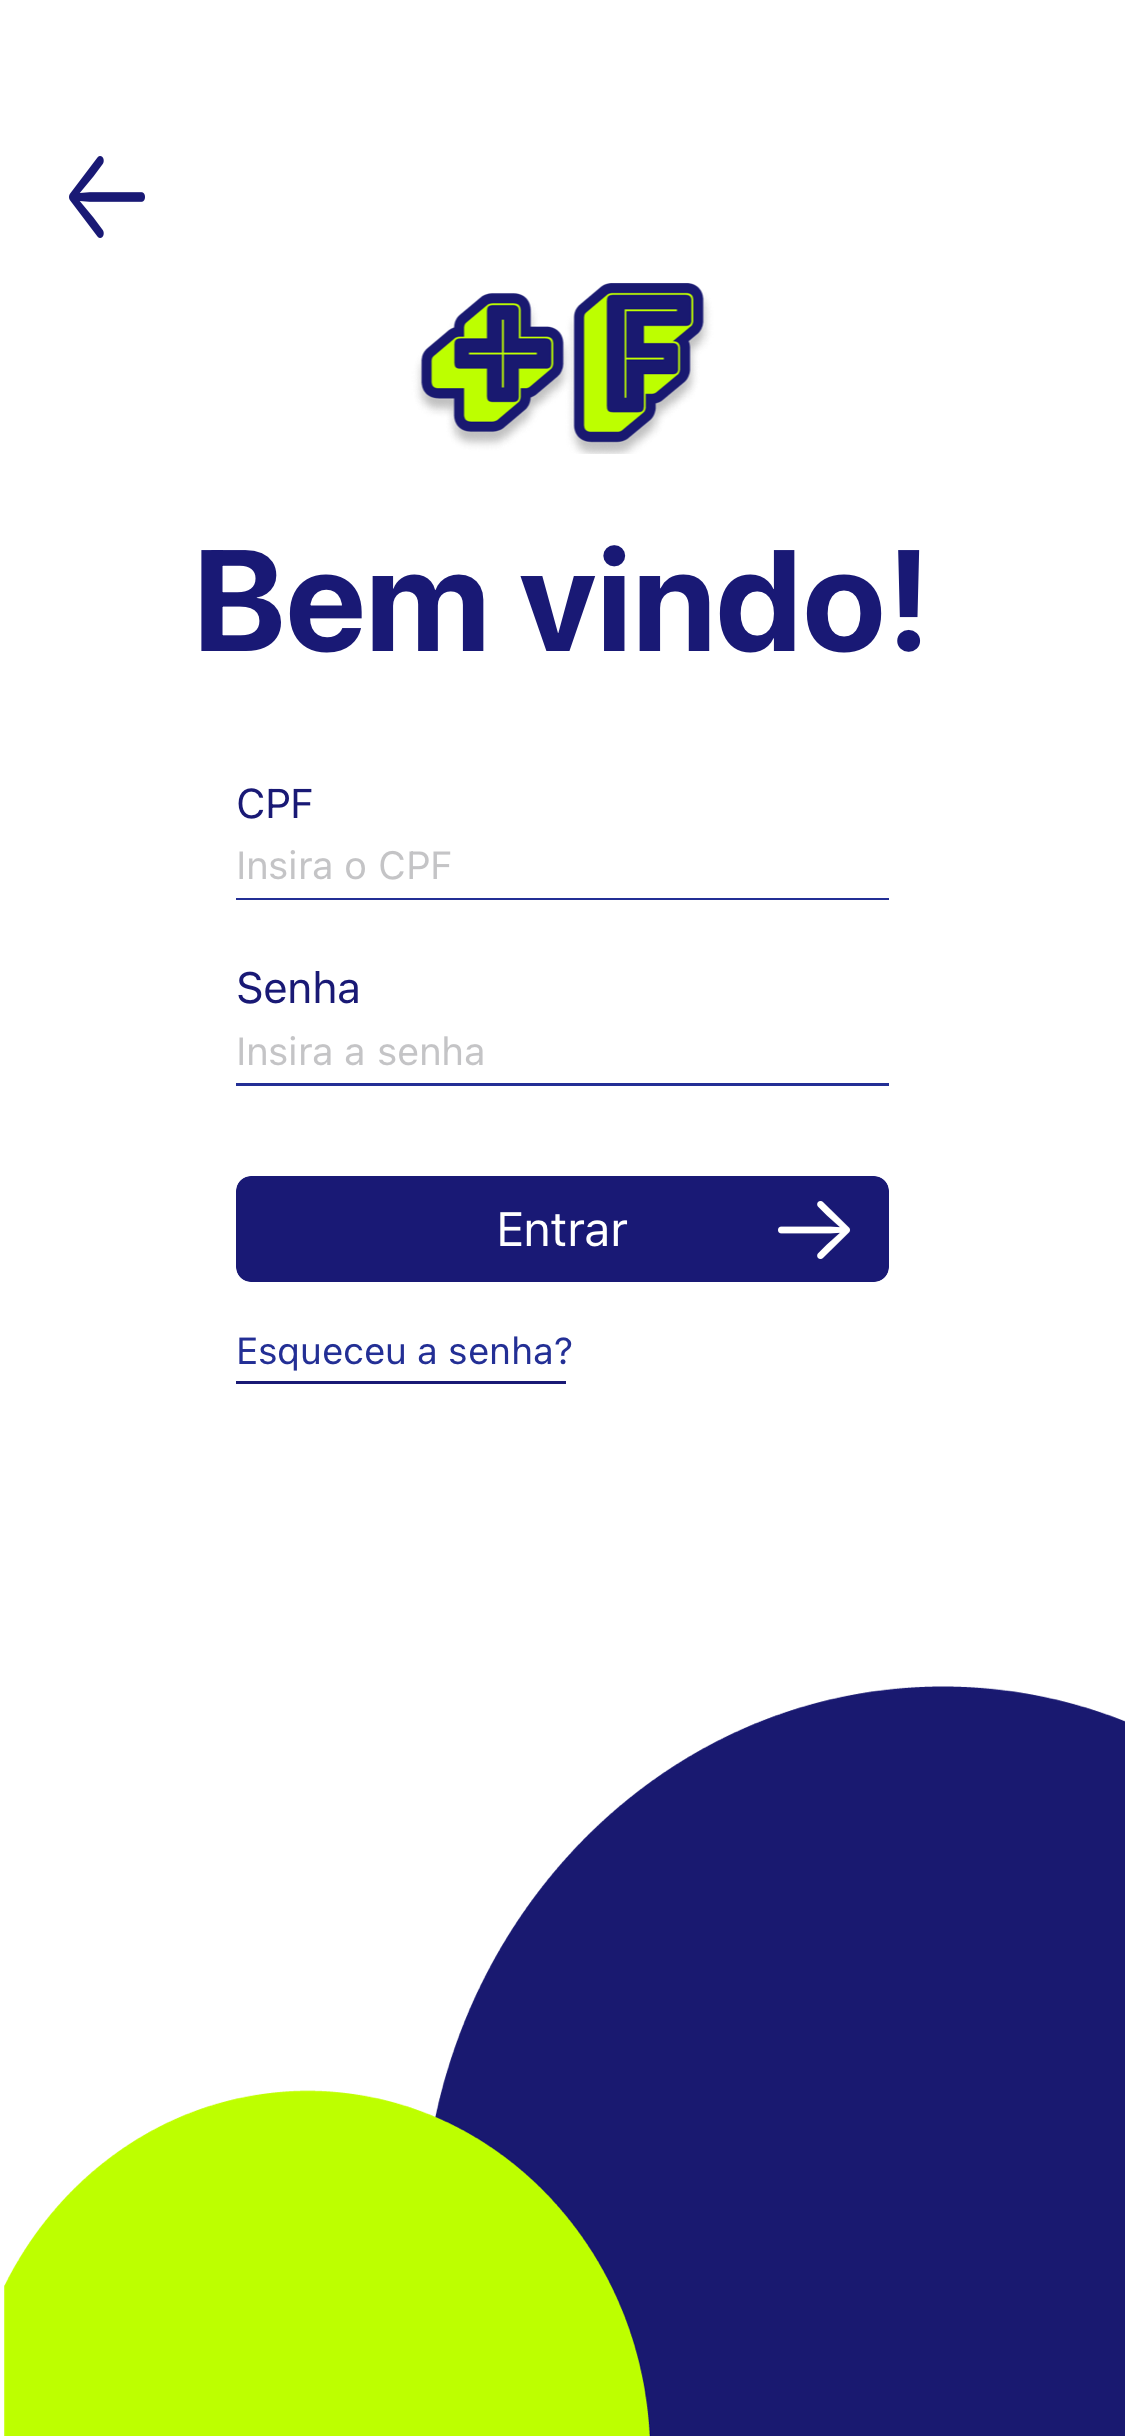 +F
Bem vindo!
CPF
Insira o CPF
Senha
Insira a senha
Entrar
Esqueceu a senha?